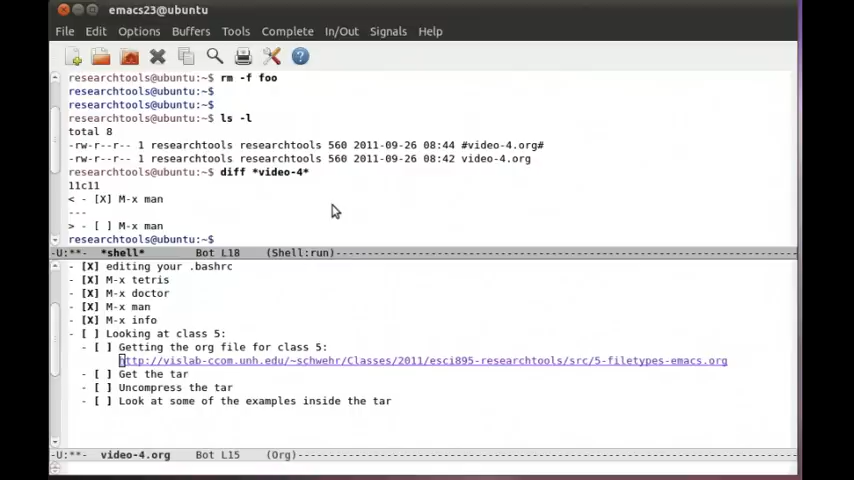 emacs23@ubuntu
File Edit Options Buffers Tools Complete In/Out Signals Help
researchtools@ubuntu:~$ rm -f foo
researchtools@ubuntu:~$
researchtools@ubuntu:~$
researchtools@ubuntu:~$ ls -l
total 8
-rw-r--r-- 1 researchtools researchtools 560 2011-09-26 08:44 #video-4.org#
-rw-r--r-- 1 researchtools researchtools 560 2011-09-26 08:42 video-4.org
researchtools@ubuntu:~$ diff *video-4*
11c11
< - [X] M-x man
---
> - [ ] M-x man
researchtools@ubuntu:~$
-U:**- *shell* Bot L18 (Shell:run)
- [X] editing your .bashrc
- [X] M-x tetris
- [X] M-x doctor
- [X] M-x man
- [X] M-x info
- [ ] Looking at class 5:
- [ ] Getting the org file for class 5:
http://vislab-ccom.unh.edu/~schwehr/Classes/2011/esci895-researchtools/src/5-filetypes-emacs.org
- [ ] Get the tar
- [ ] Uncompress the tar
- [ ] Look at some of the examples inside the tar
-U:**- video-4.org Bot L15 (Org)